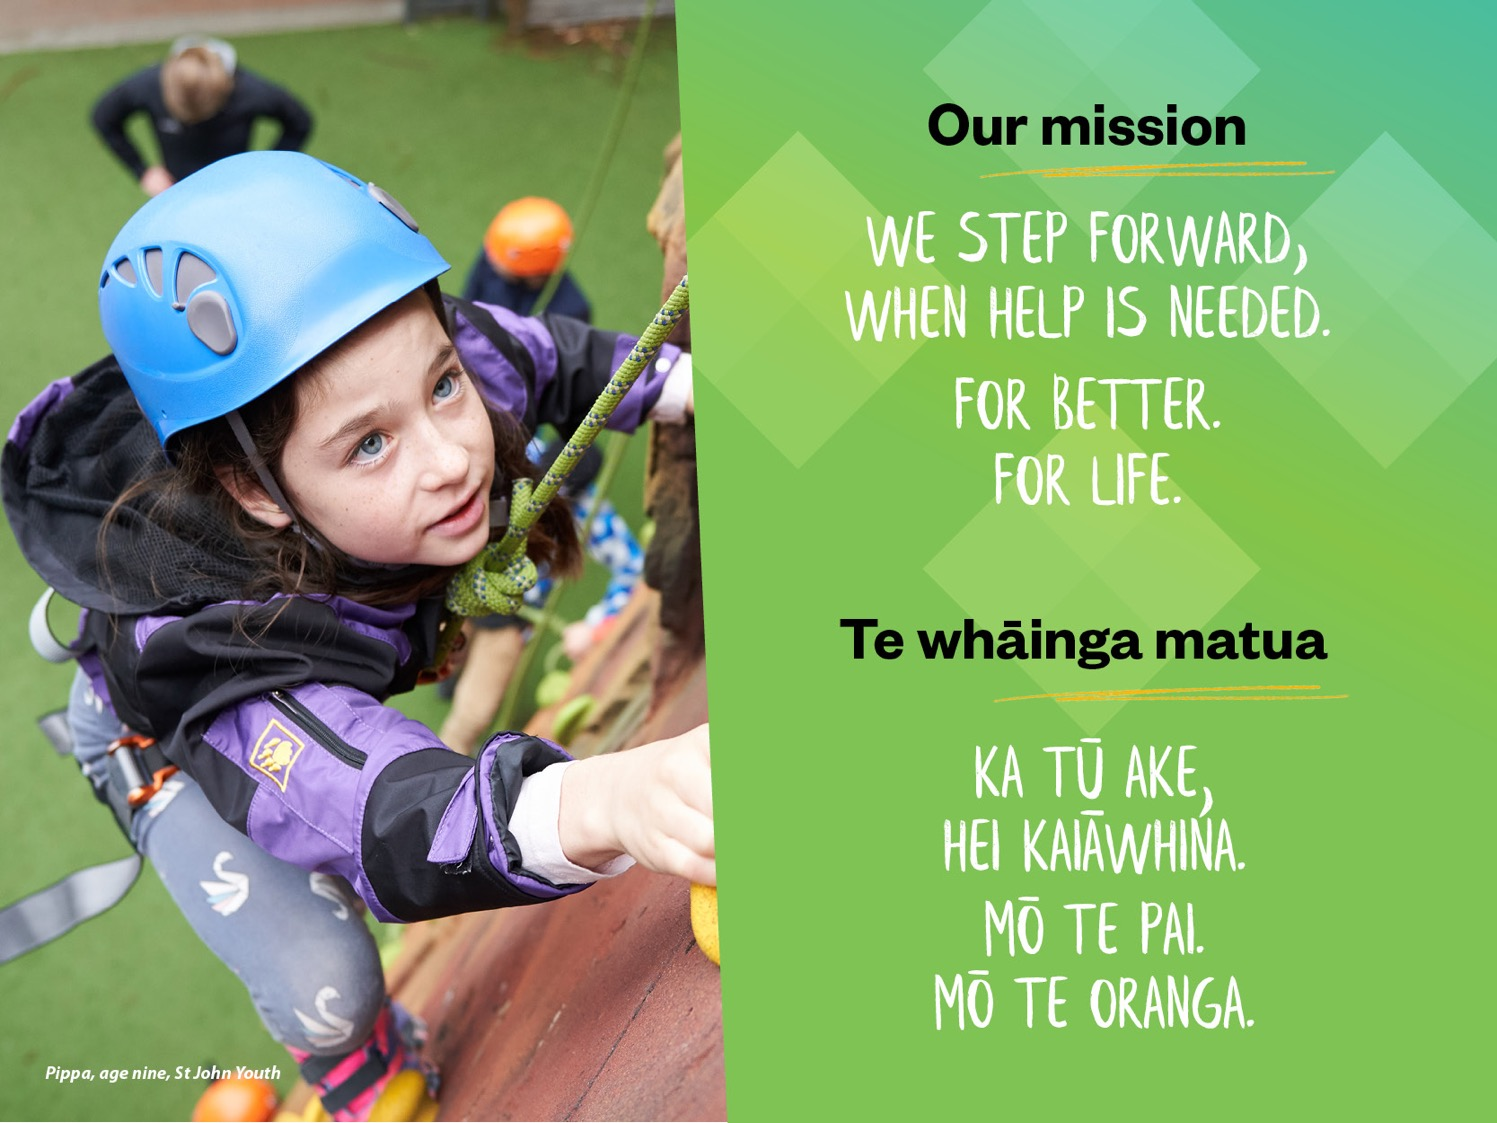 Our mission
WE STEP FORWARD,
WHEN HELP IS NEEDED.
FOR BETTER.
FOR LIFE.
Te whāinga matua
KA TŪ AKE,
HEI KAIĀWHINA.
MŌ TE PAI.
MŌ TE ORANGA.
Pippa, age nine, St John Youth